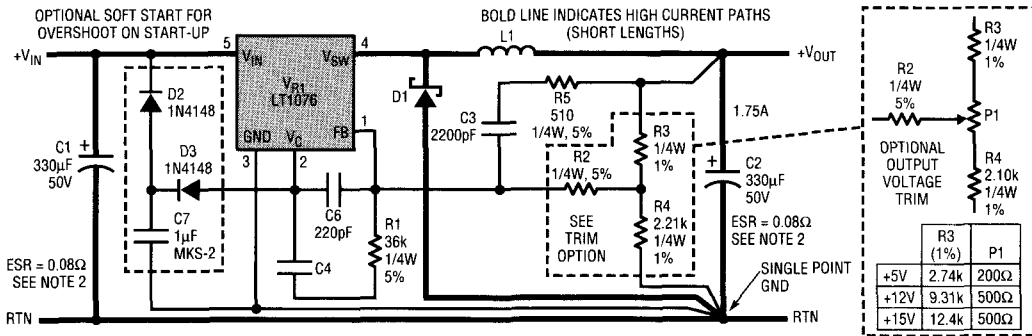 OPTIONAL SOFT START FOR
OVERSHOOT ON START-UP
BOLD LINE INDICATES HIGH CURRENT PATHS
(SHORT LENGTHS)
+VIN
5
VIN
VSW
4
L1
+VOUT
VR1
LT1076
GND
VC
FB
3
2
1
D2
1N4148
D3
1N4148
C1
330µF
50V
+
C7
1µF
MKS-2
ESR = 0.08Ω
SEE NOTE 2
RTN
C6
220pF
C4
R1
36k
1/4W
5%
D1
C3
2200pF
R5
510
1/4W, 5%
R2
1/4W, 5%
SEE
TRIM
OPTION
R3
1/4W
1%
R4
2.21k
1/4W
1%
1.75A
+
C2
330µF
50V
ESR = 0.08Ω
SEE NOTE 2
SINGLE POINT
GND
RTN
R3
1/4W
1%
R2
1/4W
5%
P1
OPTIONAL
OUTPUT
VOLTAGE
TRIM
R4
2.10k
1/4W
1%
R3
(1%) P1
+5V 2.74k 200Ω
+12V 9.31k 500Ω
+15V 12.4k 500Ω